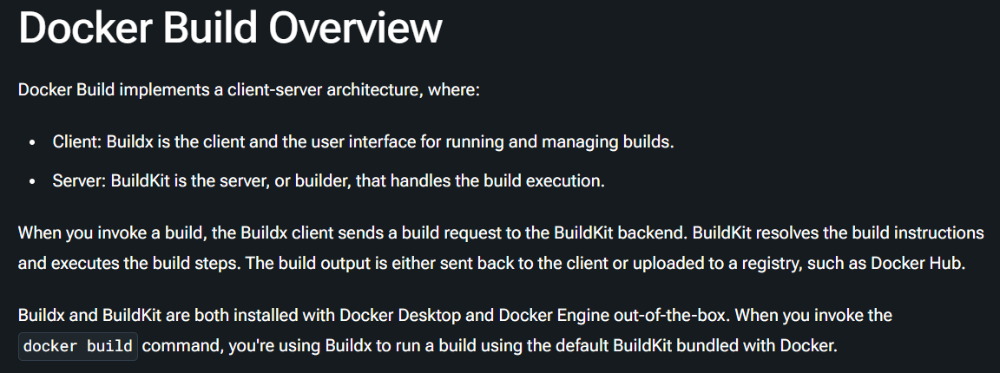 Docker Build Overview
Docker Build implements a client-server architecture, where:
• Client: Buildx is the client and the user interface for running and managing builds.
• Server: BuildKit is the server, or builder, that handles the build execution.
When you invoke a build, the Buildx client sends a build request to the BuildKit backend. BuildKit resolves the build instructions
and executes the build steps. The build output is either sent back to the client or uploaded to a registry, such as Docker Hub.
Buildx and BuildKit are both installed with Docker Desktop and Docker Engine out-of-the-box. When you invoke the
docker build command, you're using Buildx to run a build using the default BuildKit bundled with Docker.